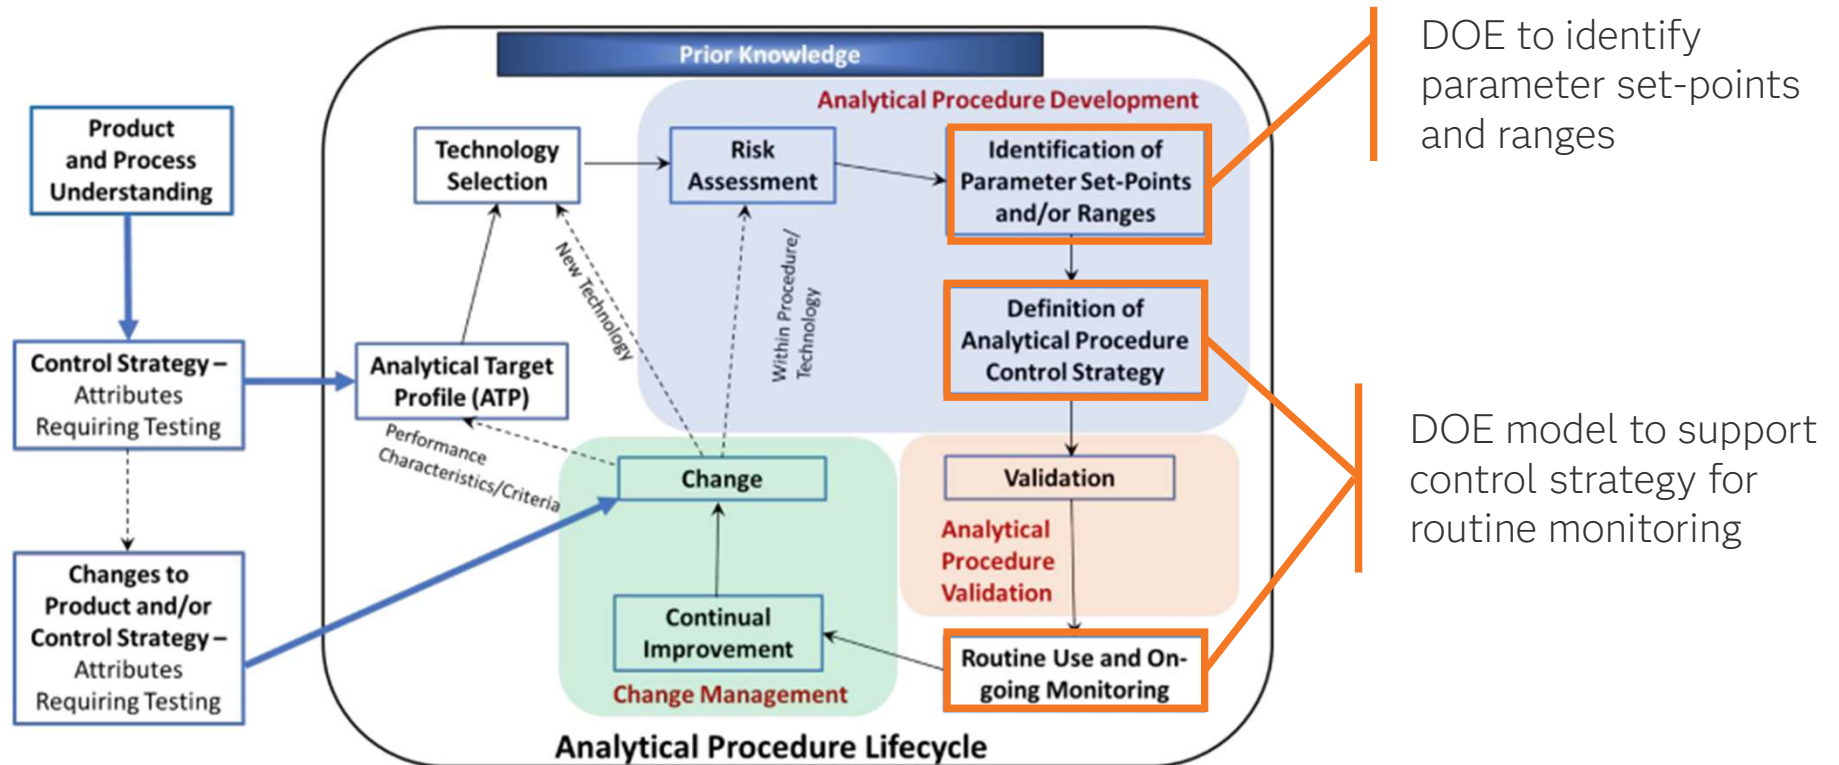 Prior Knowledge
Product
and Process
Understanding
Control Strategy –
Attributes
Requiring Testing
Changes to
Product and/or
Control Strategy –
Attributes
Requiring Testing
Analytical Target
Profile (ATP)
Technology
Selection
Analytical Procedure Development
Risk
Assessment
Identification of
Parameter Set-Points
and/or Ranges
Definition of
Analytical Procedure
Control Strategy
New Technology
Within Procedure/
Technology
Performance
Characteristics/Criteria
Change
Continual
Improvement
Change Management
Validation
Analytical
Procedure
Validation
Routine Use and On-
going Monitoring
Analytical Procedure Lifecycle
DOE to identify
parameter set-points
and ranges
DOE model to support
control strategy for
routine monitoring